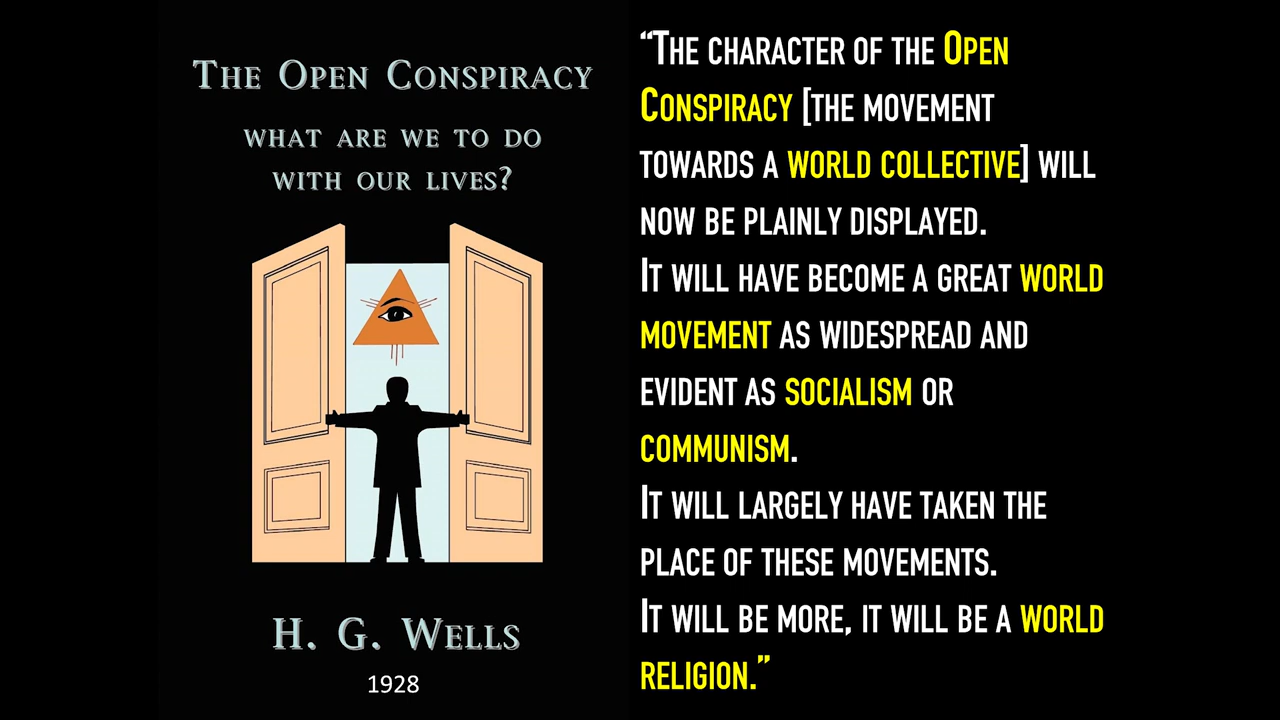 The Open Conspiracy
what are we to do
with our lives?
H. G. Wells
1928
“The character of the Open
Conspiracy [the movement
towards a world collective] will
now be plainly displayed.
It will have become a great world
movement as widespread and
evident as socialism or
communism.
It will largely have taken the
place of these movements.
It will be more, it will be a world
religion.”